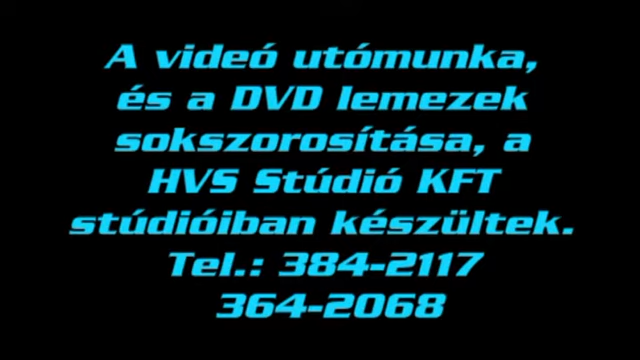 A videó utómunka,
és a DVD lemezek
sokszorosítása, a
HVS Stúdió KFT
stúdióiban készültek.
Tel.: 384-2117
364-2068